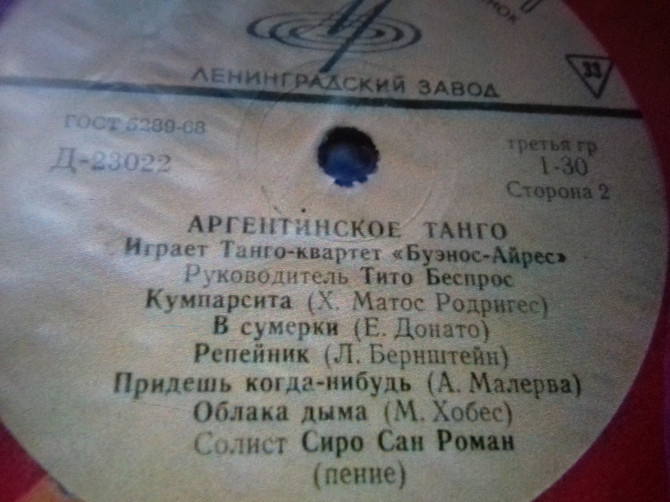 ЛЕНИНГРАДСКИЙ ЗАВОД
33
ГОСТ 5289-68
Д-23022
третья гр
1-30
Сторона 2
АРГЕНТИНСКОЕ ТАНГО
Играет Танго-квартет «Буэнос-Айрес»
Руководитель Тито Беспрос
Кумпарсита (Х. Матос Родригес)
В сумерки (Е. Донато)
Репейник (Л. Бернштейн)
Придешь когда-нибудь (А. Малерва)
Облака дыма (М. Хобес)
Солист Сиро Сан Роман
(пение)